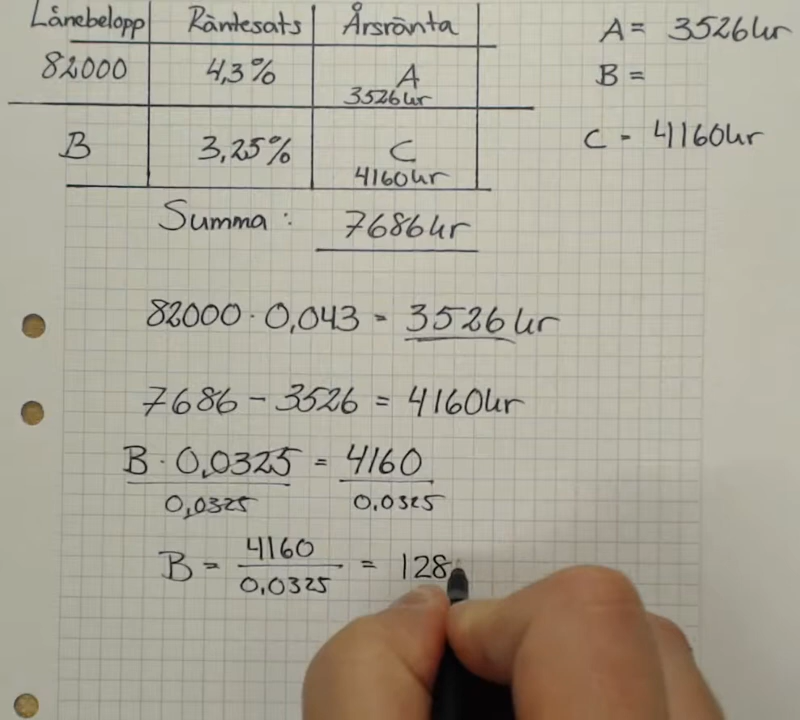 Lånebelopp Räntesats Årsränta
82000 4,3% A
3526kr
B 3,25% C
4160kr
Summa: 7686kr
A= 3526kr
B=
C = 4160kr
82000 · 0,043 = 3526kr
7686 - 3526 = 4160kr
B · 0,0325 = 4160
0,0325 0,0325
B = 4160 = 128
0,0325